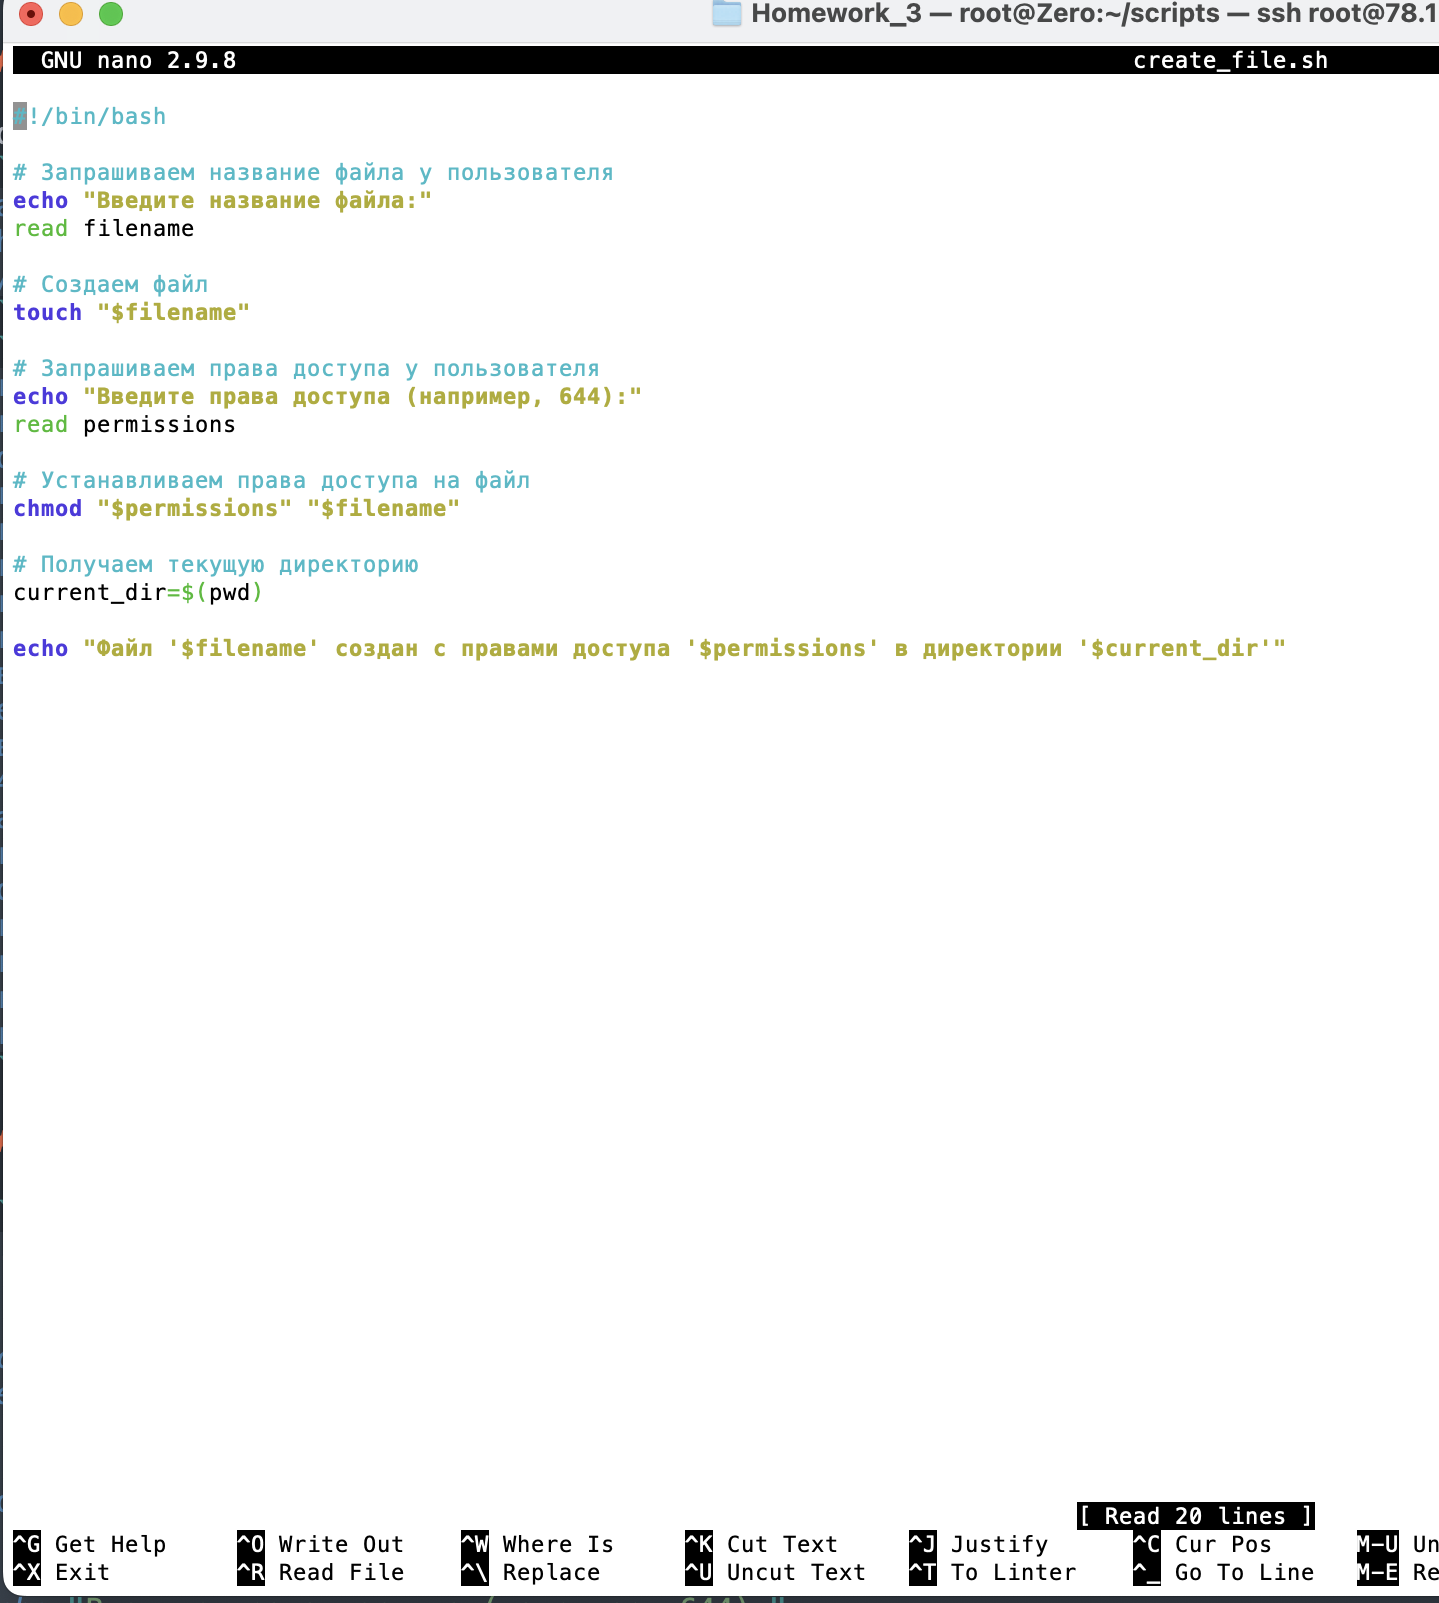 Homework_3 — root@Zero:~/scripts — ssh root@78.1
GNU nano 2.9.8 create_file.sh
#!/bin/bash
# Запрашиваем название файла у пользователя
echo "Введите название файла:"
read filename
# Создаем файл
touch "$filename"
# Запрашиваем права доступа у пользователя
echo "Введите права доступа (например, 644):"
read permissions
# Устанавливаем права доступа на файл
chmod "$permissions" "$filename"
# Получаем текущую директорию
current_dir=$(pwd)
echo "Файл '$filename' создан с правами доступа '$permissions' в директории '$current_dir'"
[ Read 20 lines ]
^G Get Help ^O Write Out ^W Where Is ^K Cut Text ^J Justify ^C Cur Pos M-U Un
^X Exit ^R Read File ^\ Replace ^U Uncut Text ^T To Linter ^_ Go To Line M-E Re